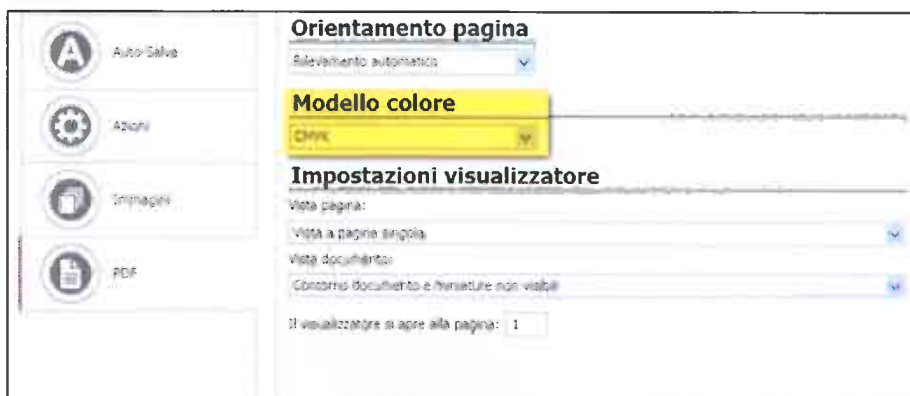 Auto-Salva
Azioni
Immagini
PDF
Orientamento pagina
Rilevamento automatico
Modello colore
CMYK
Impostazioni visualizzatore
Vista pagina:
Vista a pagine singola
Vista documento:
Contorno documento e miniature non visibili
Il visualizzatore si apre alla pagina: 1